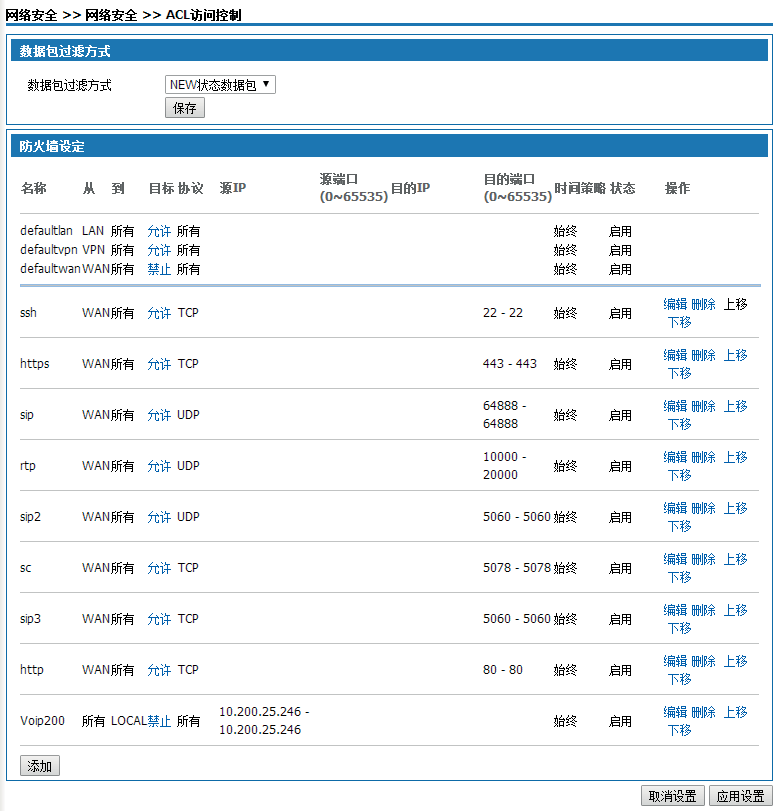 网络安全 >> 网络安全 >> ACL访问控制
数据包过滤方式
数据包过滤方式 NEW状态数据包
保存
防火墙设定
名称 从 到 目标 协议 源IP 源端口 (0~65535) 目的IP 目的端口 (0~65535) 时间策略 状态 操作
defaultlan LAN 所有 允许 所有 始终 启用
defaultvpn VPN 所有 允许 所有 始终 启用
defaultwan WAN 所有 禁止 所有 始终 启用
ssh WAN 所有 允许 TCP 22 - 22 始终 启用 编辑 删除 上移 下移
https WAN 所有 允许 TCP 443 - 443 始终 启用 编辑 删除 上移 下移
sip WAN 所有 允许 UDP 64888 - 64888 始终 启用 编辑 删除 上移 下移
rtp WAN 所有 允许 UDP 10000 - 20000 始终 启用 编辑 删除 上移 下移
sip2 WAN 所有 允许 UDP 5060 - 5060 始终 启用 编辑 删除 上移 下移
sc WAN 所有 允许 TCP 5078 - 5078 始终 启用 编辑 删除 上移 下移
sip3 WAN 所有 允许 TCP 5060 - 5060 始终 启用 编辑 删除 上移 下移
http WAN 所有 允许 TCP 80 - 80 始终 启用 编辑 删除 上移 下移
Voip200 所有 LOCAL 禁止 所有 10.200.25.246 - 10.200.25.246 始终 启用 编辑 删除 上移 下移
添加
取消设置 应用设置